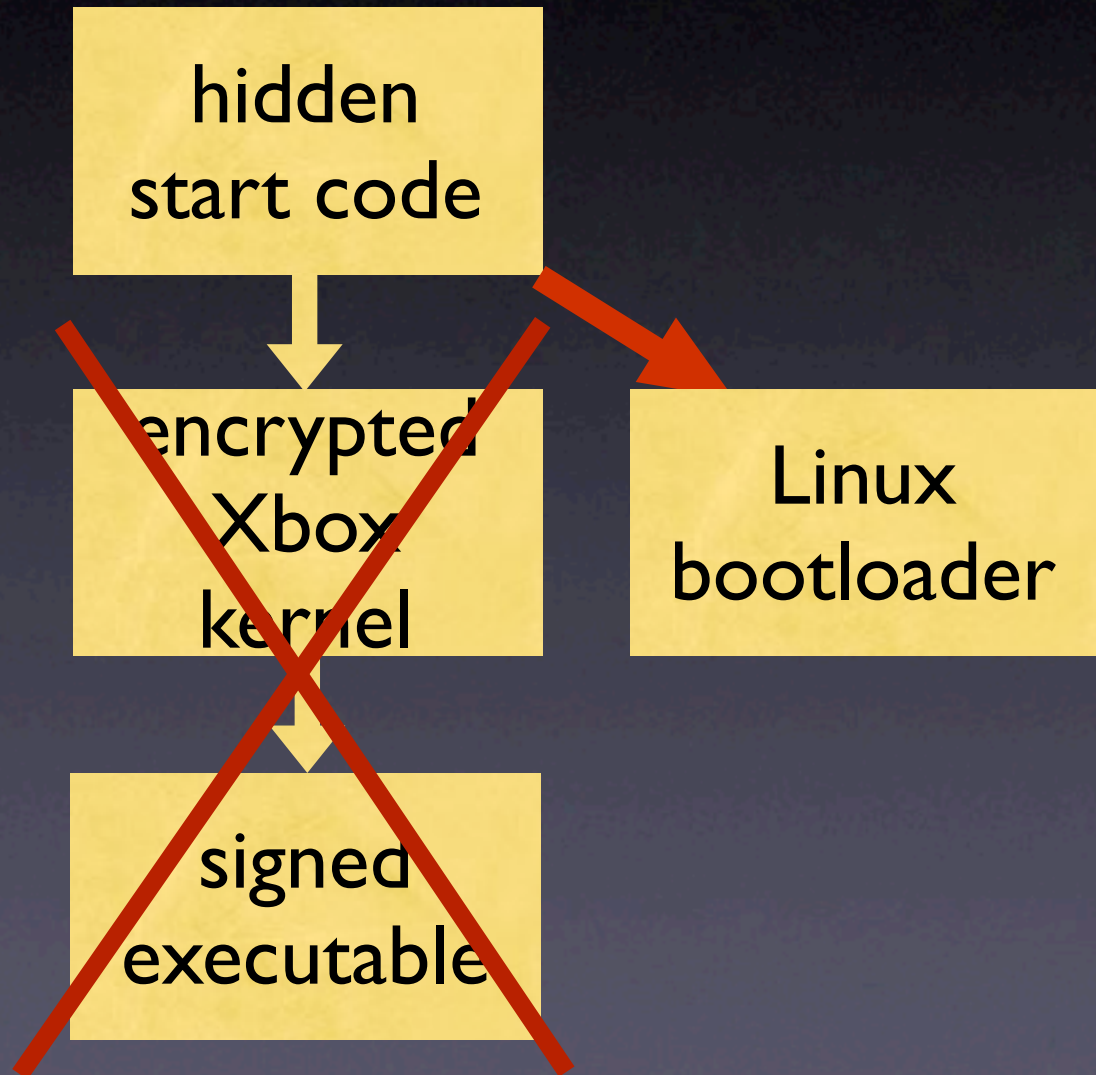 hidden
start code
encrypted
Xbox
kernel
Linux
bootloader
signed
executable